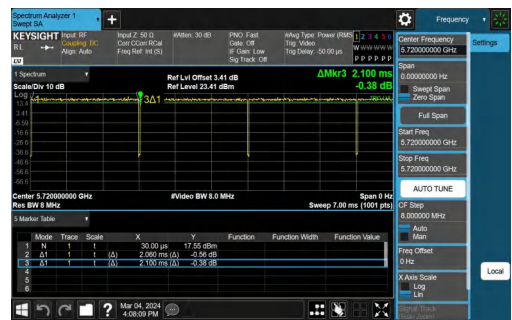 Spectrum Analyzer 1
Swept SA
Frequency
KEYSIGHT
RL
LV
Input: RF
Coupling: DC
Align: Auto
Input Z: 50 Ω
Corr CCorr RCal
Freq Ref: Int (S)
#Atten: 30 dB
PNO: Fast
Gate: Off
IF Gain: Low
Sig Track: Off
#Avg Type: Power (RMS
Trig: Video
Trig Delay: -50.00 µs
1 2 3 4 5 6
W W W W W W
P P P P P P
Center Frequency
5.720000000 GHz
Settings
Span
0.00000000 Hz
Swept Span
Zero Span
Full Span
Start Freq
5.720000000 GHz
Stop Freq
5.720000000 GHz
AUTO TUNE
CF Step
8.000000 MHz
Auto
Man
Freq Offset
0 Hz
X Axis Scale
Log
Lin
Signal Track
Local
1 Spectrum
Scale/Div 10 dB
Ref Lvl Offset 3.41 dB
Ref Level 23.41 dBm
ΔMkr3 2.100 ms
-0.38 dB
Log
13.4
3.41
-6.59
-16.6
-26.6
-36.6
-46.6
-56.6
-66.6
3Δ1
Center 5.720000000 GHz
Res BW 8 MHz
#Video BW 8.0 MHz
Span 0 Hz
Sweep 7.00 ms (1001 pts)
5 Marker Table
Mode Trace Scale X Y Function Function Width Function Value
1 N 1 t 30.00 µs 17.55 dBm
2 Δ1 1 t (Δ) 2.060 ms (Δ) -0.56 dB
3 Δ1 1 t (Δ) 2.100 ms (Δ) -0.38 dB
4
5
6
Mar 04, 2024
4:08:09 PM